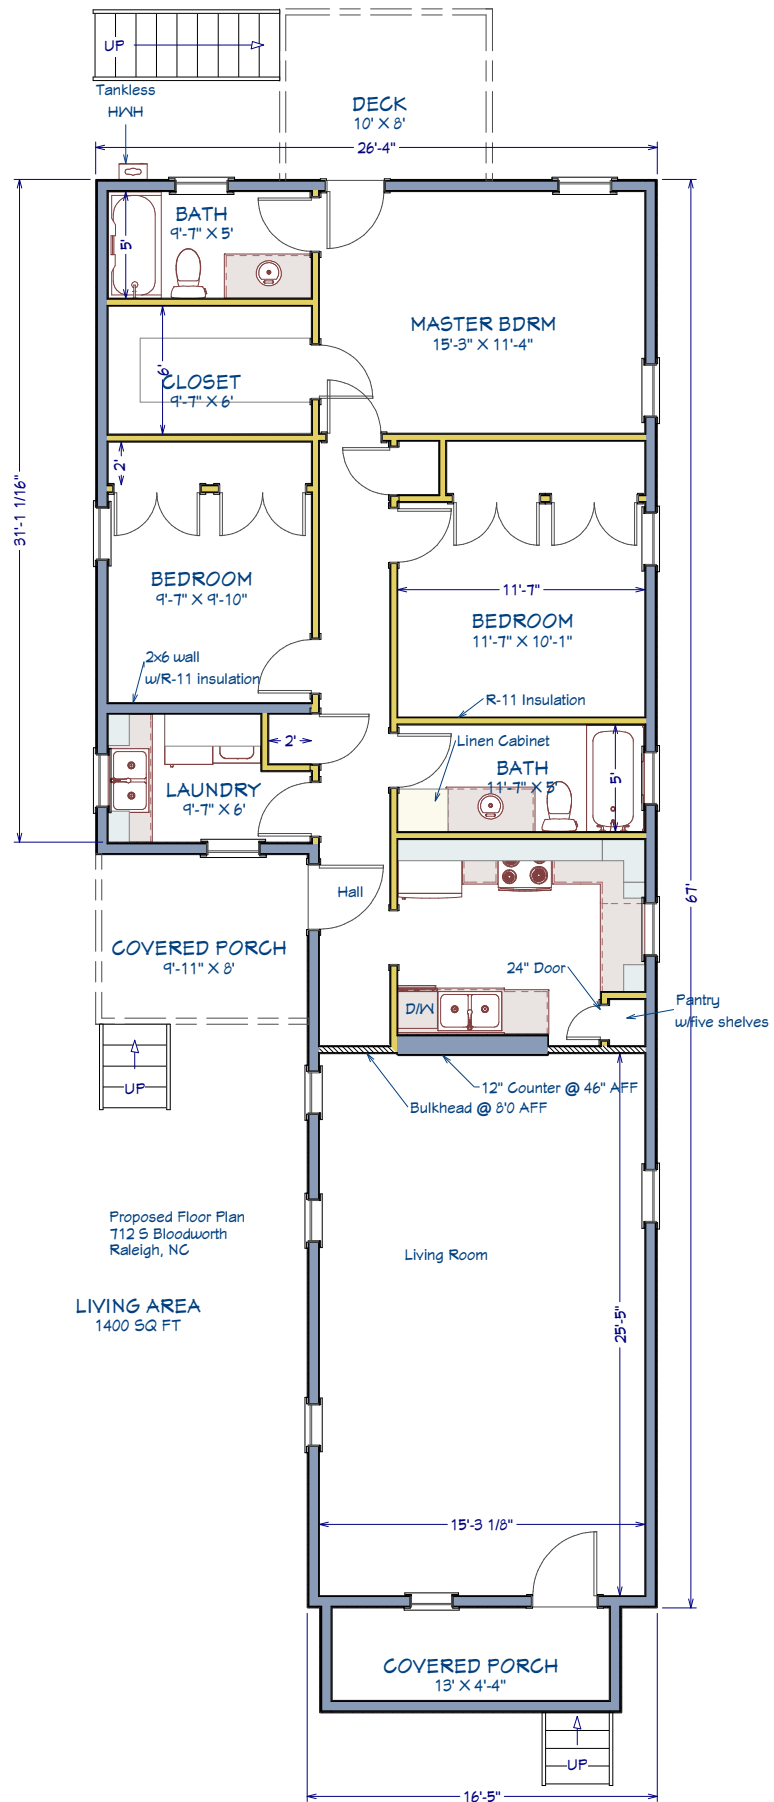 UP
Tankless
HWH
DECK
10' X 8'
26'-4"
BATH
9'-7" X 5'
5'
MASTER BDRM
15'-3" X 11'-4"
6'
CLOSET
9'-7" X 6'
2'
31'-1 1/16"
BEDROOM
9'-7" X 9'-10"
11'-7"
BEDROOM
11'-7" X 10'-1"
2x6 wall
w/R-11 insulation
R-11 Insulation
2'
Linen Cabinet
BATH
11'-7" X 5'
5'
LAUNDRY
9'-7" X 6'
67'
Hall
COVERED PORCH
9'-11" X 8'
24" Door
D/W
Pantry
w/five shelves
UP
12" Counter @ 46" AFF
Bulkhead @ 8'0 AFF
Proposed Floor Plan
712 S Bloodworth
Raleigh, NC
Living Room
LIVING AREA
1400 SQ FT
25'-5"
15'-3 1/8"
COVERED PORCH
13' X 4'-4"
UP
16'-5"